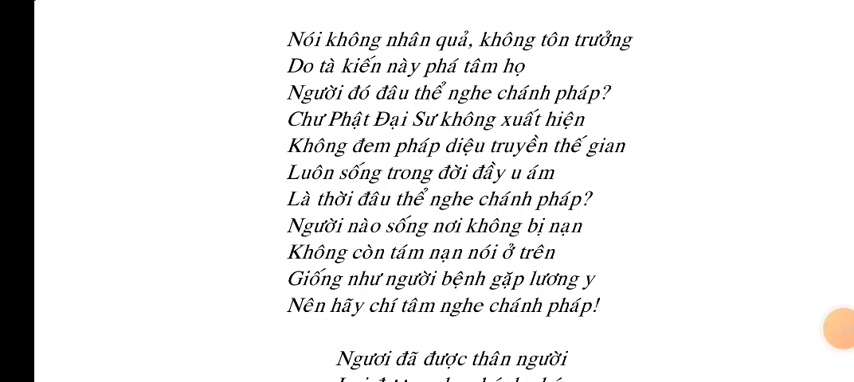 Nói không nhân quả, không tôn trưởng
Do tà kiến này phá tâm họ
Người đó đâu thể nghe chánh pháp?
Chư Phật Đại Sư không xuất hiện
Không đem pháp diệu truyền thế gian
Luôn sống trong đời đầy u ám
Là thời đâu thể nghe chánh pháp?
Người nào sống nơi không bị nạn
Không còn tám nạn nói ở trên
Giống như người bệnh gặp lương y
Nên hãy chí tâm nghe chánh pháp!
Ngươi đã được thân người